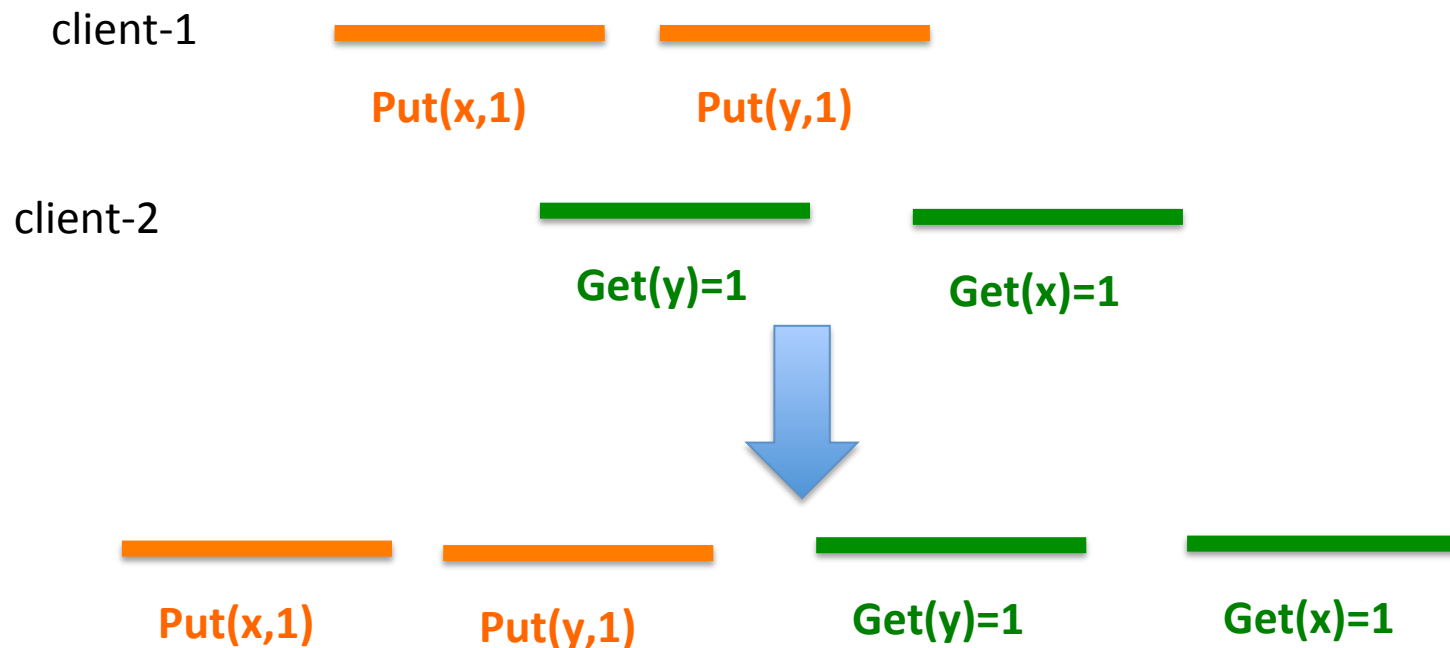 client-1
Put(x,1) Put(y,1)
client-2
Get(y)=1 Get(x)=1
Put(x,1) Put(y,1) Get(y)=1 Get(x)=1